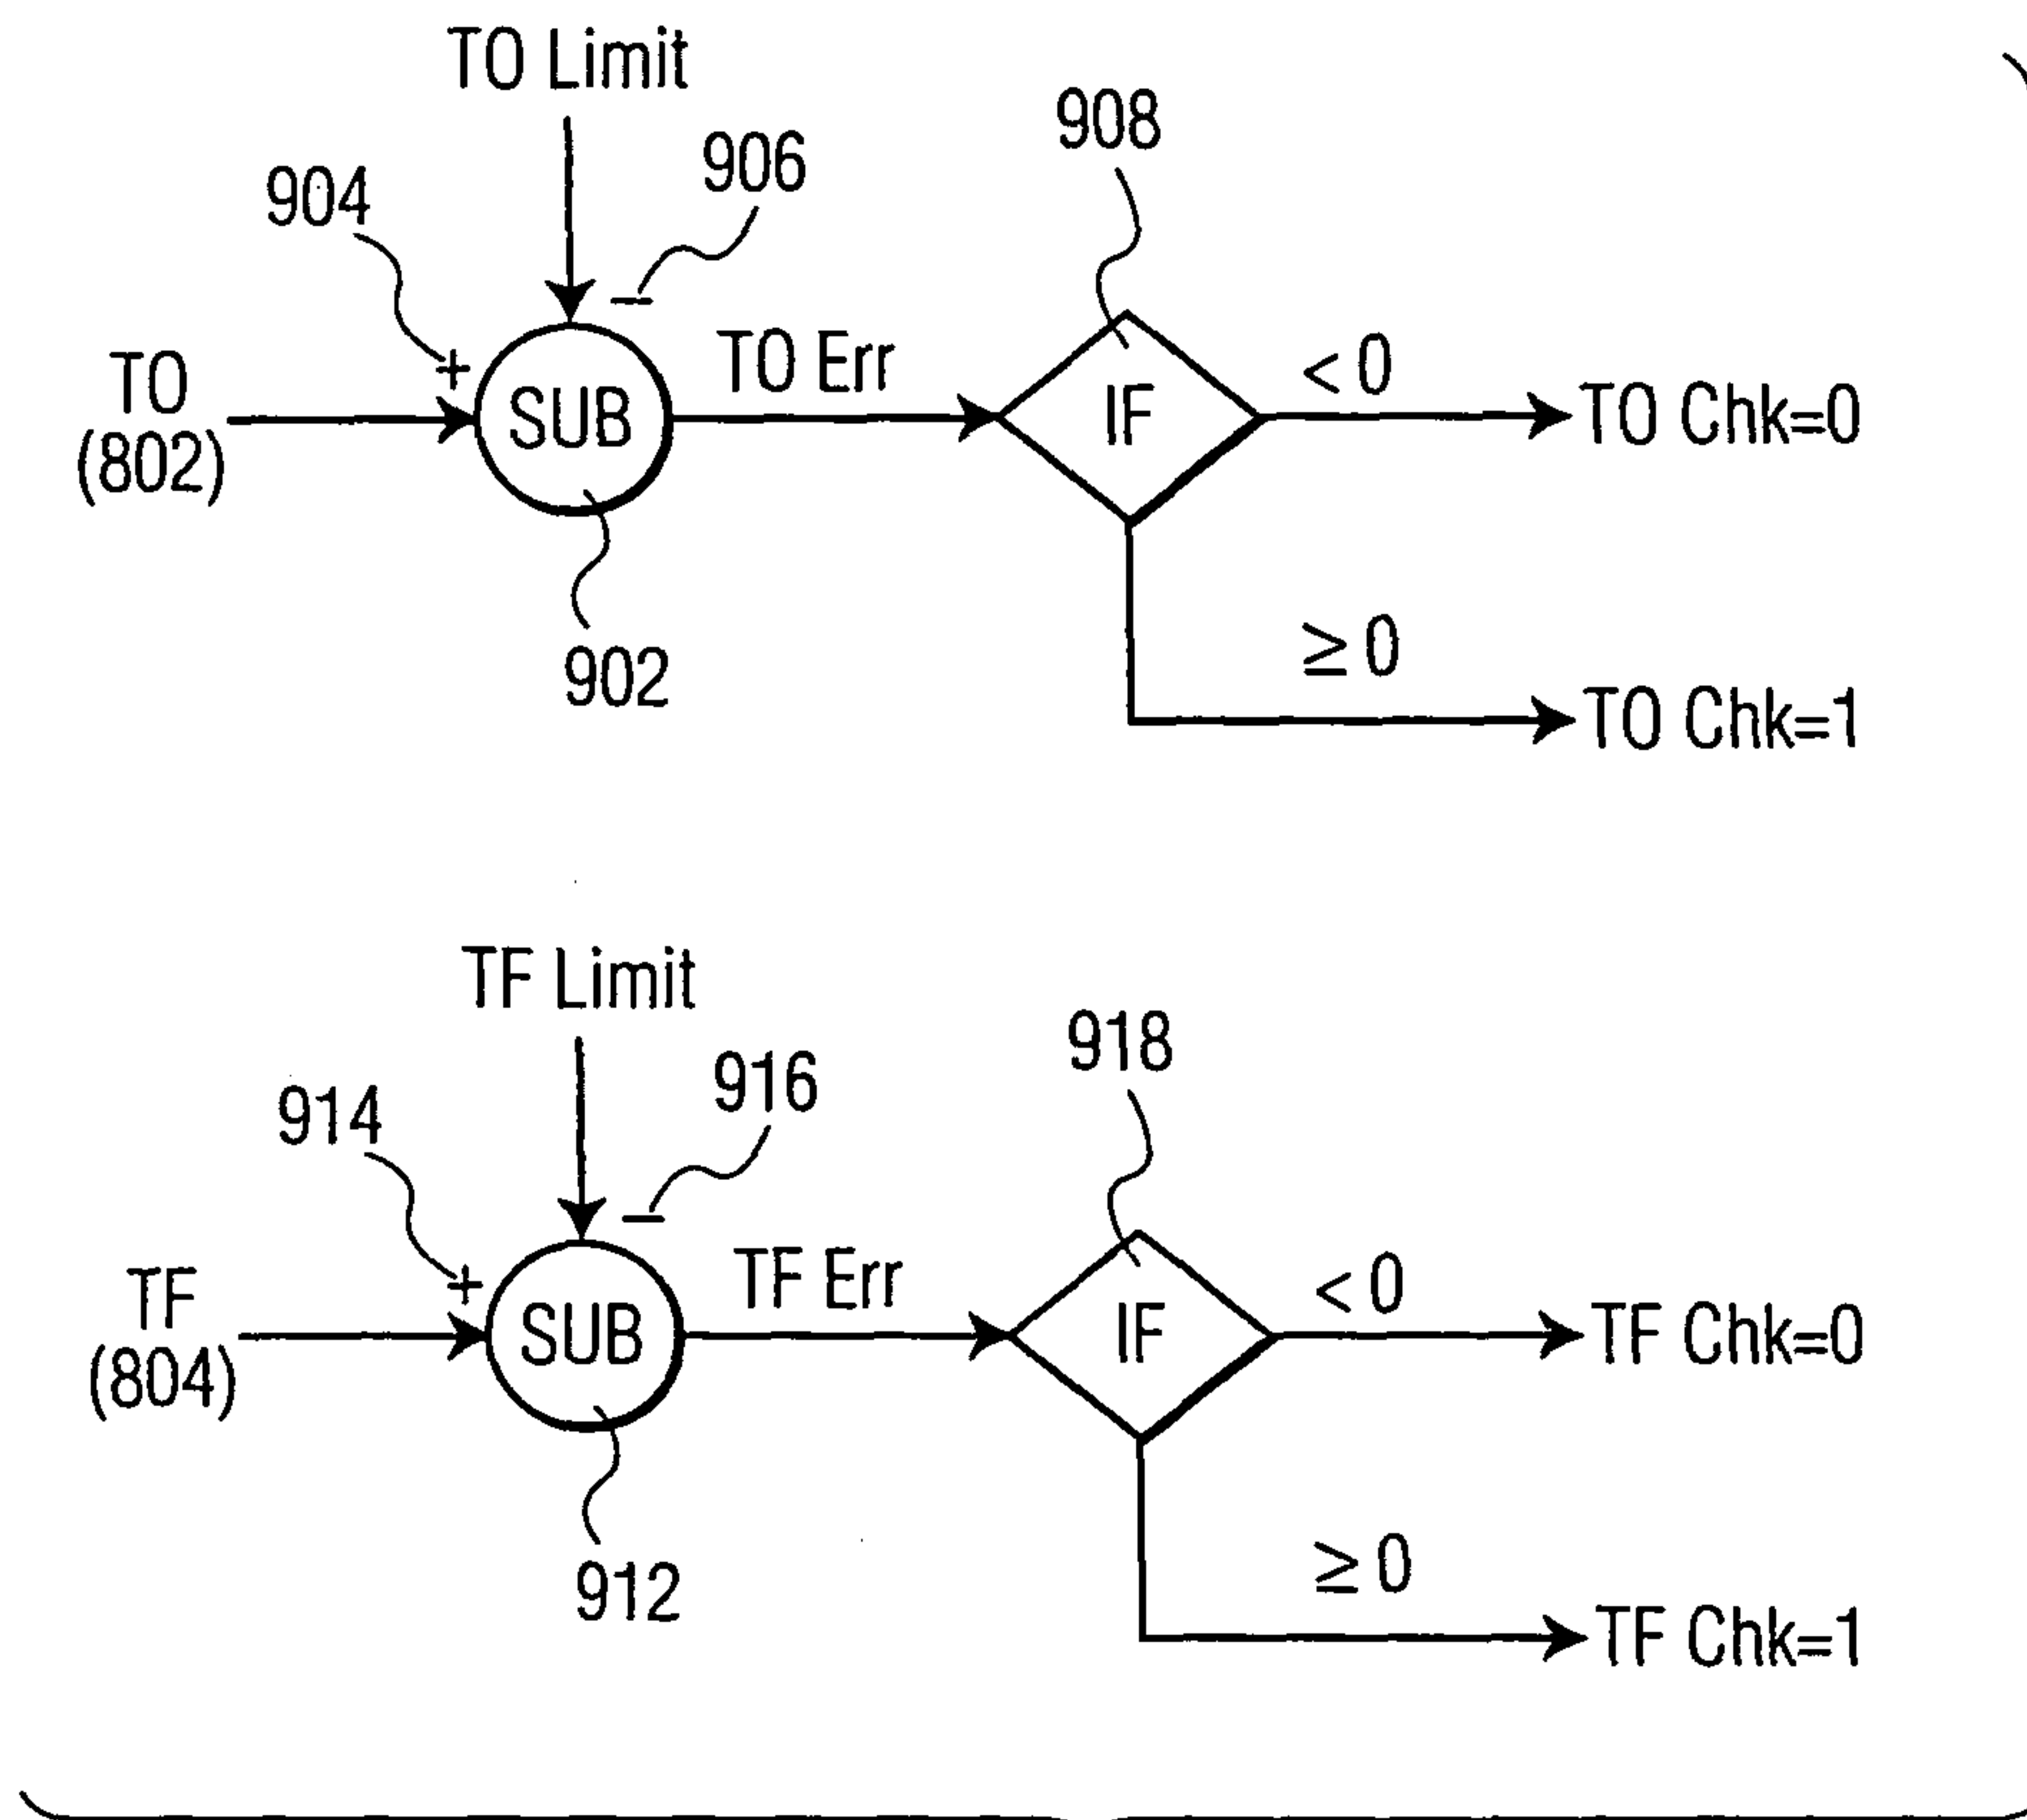 TO Limit
908
906
904
+
–
TO
(802)
SUB
TO Err
IF
< 0
TO Chk=0
902
≥ 0
TO Chk=1
TF Limit
918
916
914
+
–
TF
(804)
SUB
TF Err
IF
<0
TF Chk=0
912
≥ 0
TF Chk=1